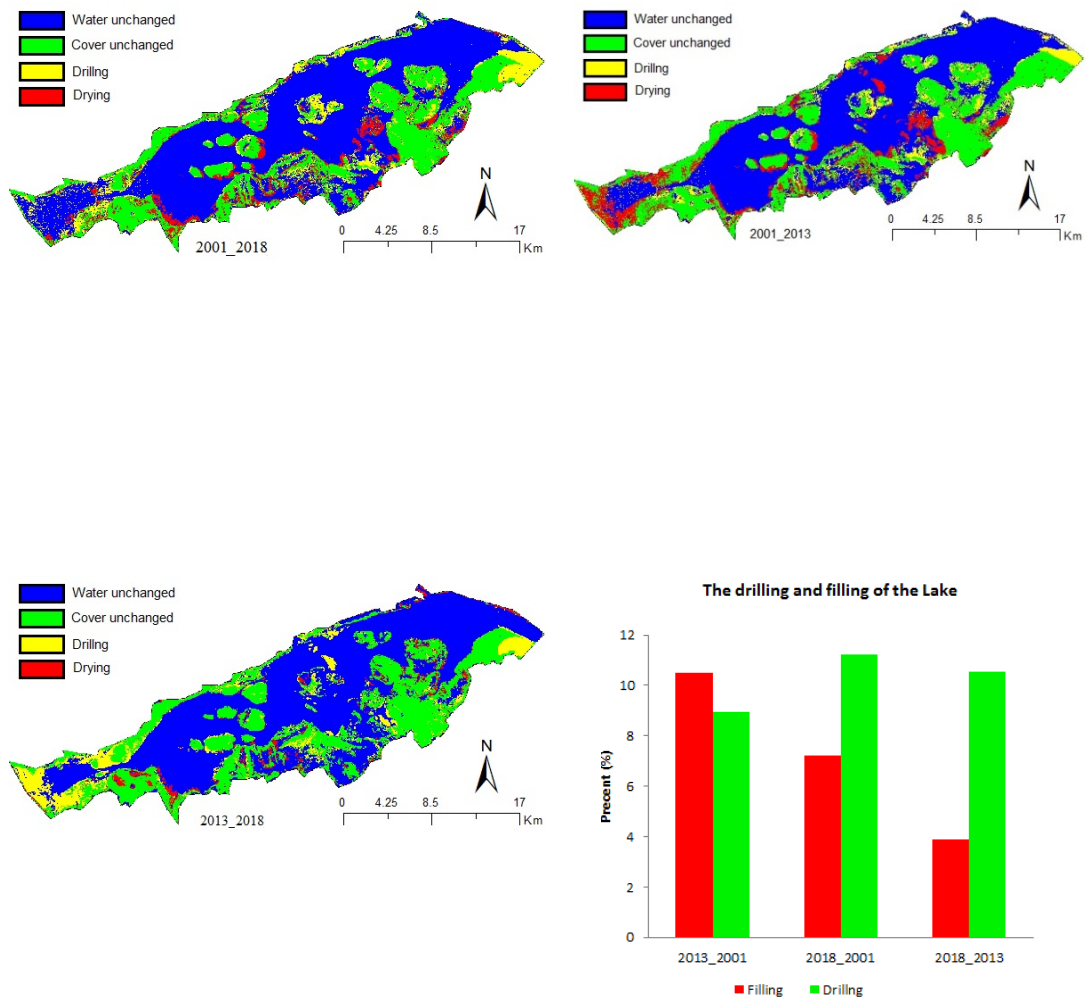 Water unchanged
Cover unchanged
Drillng
Drying
N
0 4.25 8.5 17
Km
2001_2018
Water unchanged
Cover unchanged
Drillng
Drying
N
0 4.25 8.5 17
Km
2001_2013
Water unchanged
Cover unchanged
Drillng
Drying
N
0 4.25 8.5 17
Km
2013_2018
The drilling and filling of the Lake
Precent (%)
12
10
8
6
4
2
0
2013_2001 2018_2001 2018_2013
Filling Drillng